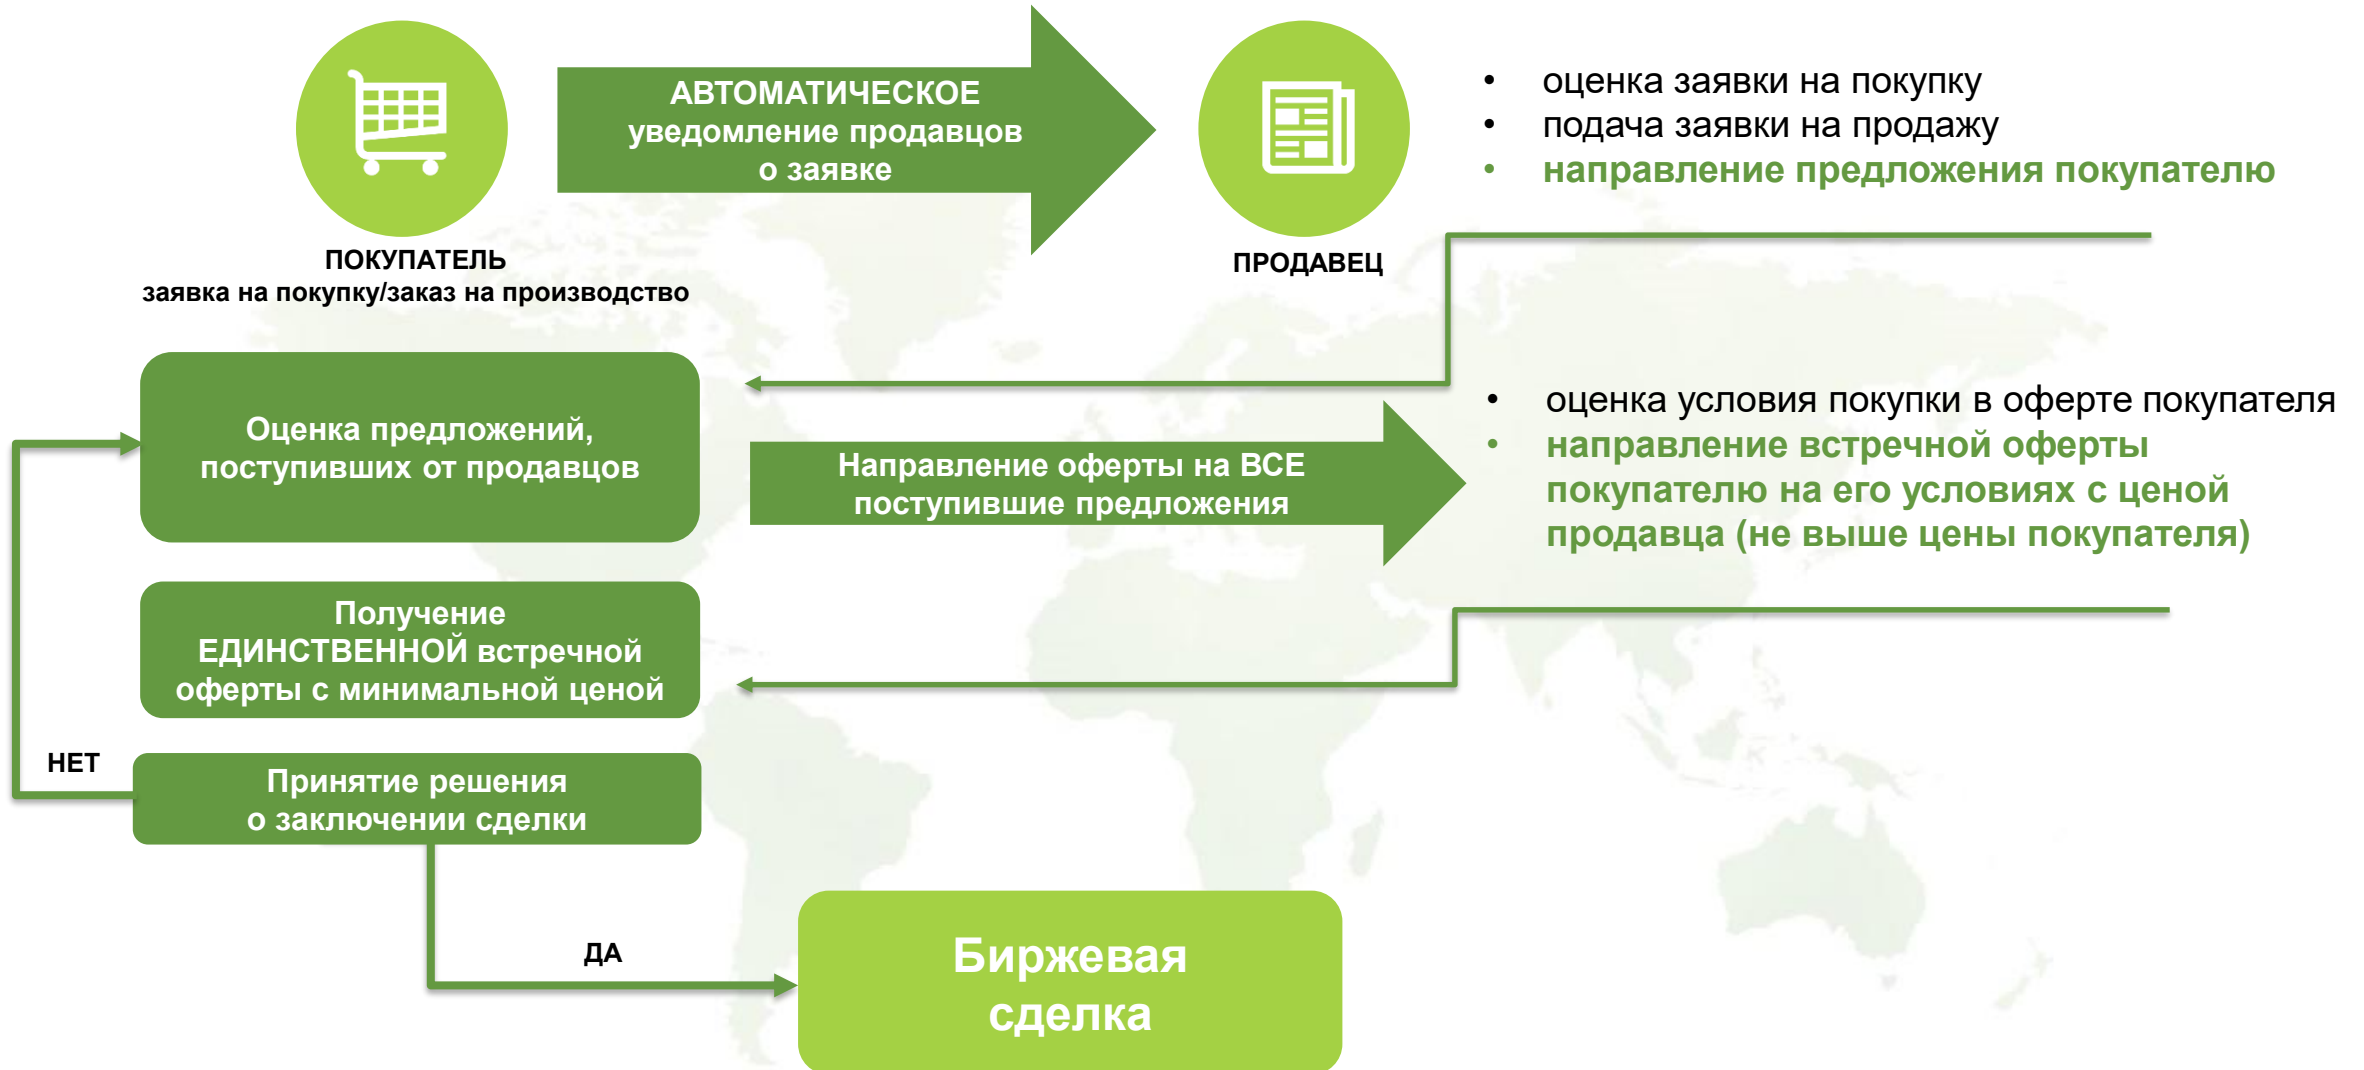 АВТОМАТИЧЕСКОЕ
уведомление продавцов
о заявке
• оценка заявки на покупку
• подача заявки на продажу
• направление предложения покупателю
ПОКУПАТЕЛЬ
заявка на покупку/заказ на производство
ПРОДАВЕЦ
Оценка предложений,
поступивших от продавцов
Направление оферты на ВСЕ
поступившие предложения
• оценка условия покупки в оферте покупателя
• направление встречной оферты
покупателю на его условиях с ценой
продавца (не выше цены покупателя)
Получение
ЕДИНСТВЕННОЙ встречной
оферты с минимальной ценой
НЕТ
Принятие решения
о заключении сделки
ДА
Биржевая
сделка